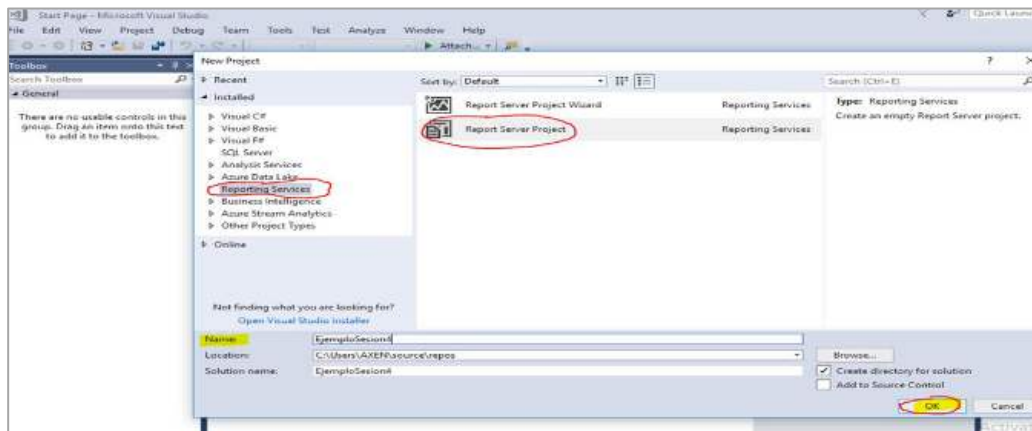 Start Page - Microsoft Visual Studio
Quick Launch
File Edit View Project Debug Team Tools Test Analyze Window Help
Attach...
Toolbox
Search Toolbox
General
There are no usable controls in this
group. Drag an item onto this text
to add it to the toolbox.
New Project
? X
Recent
Installed
Visual C#
Visual Basic
Visual F#
SQL Server
Analysis Services
Azure Data Lake
Reporting Services
Business Intelligence
Azure Stream Analytics
Other Project Types
Online
Not finding what you are looking for?
Open Visual Studio Installer
Sort by: Default
Report Server Project Wizard Reporting Services
Report Server Project Reporting Services
Search (Ctrl+E)
Type: Reporting Services
Create an empty Report Server project.
Name: EjemploSesion4
Location: C:\Users\AXEN\source\repos
Browse...
Solution name: EjemploSesion4
Create directory for solution
Add to Source Control
OK
Cancel
Activat